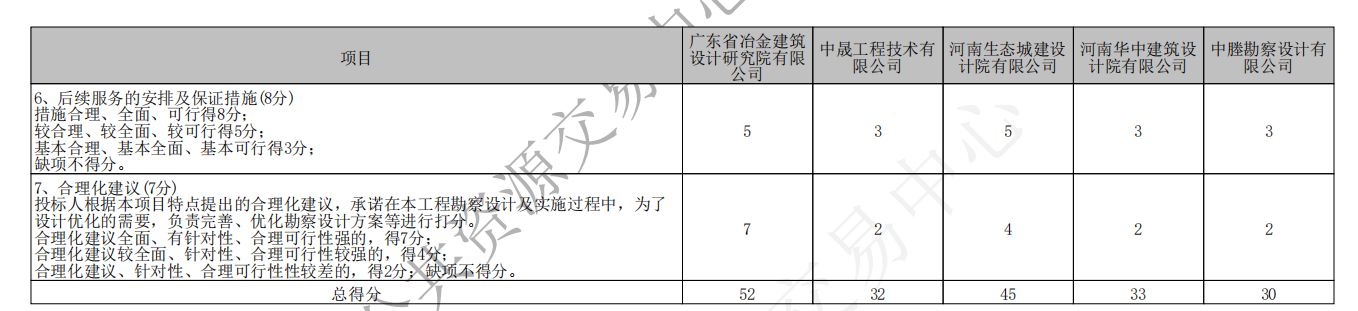 项目
广东省冶金建筑
设计研究院有限
公司
中晟工程技术有
限公司
河南生态城建设
计院有限公司
河南华中建筑设
计院有限公司
中塍勘察设计有
限公司
6、后续服务的安排及保证措施(8分)
措施合理、全面、可行得8分;
较合理、较全面、较可行得5分;
基本合理、基本全面、基本可行得3分;
缺项不得分。
5
3
5
3
3
7、合理化建议(7分)
投标人根据本项目特点提出的合理化建议，承诺在本工程勘察设计及实施过程中，为了
设计优化的需要，负责完善、优化勘察设计方案等进行打分。
合理化建议全面、有针对性、合理可行性强的，得7分;
合理化建议较全面、针对性、合理可行性较强的，得4分;
合理化建议、针对性、合理可行性性较差的，得2分;缺项不得分。
7
2
4
2
2
总得分
52
32
45
33
30
公共资源交易中心
交易中心